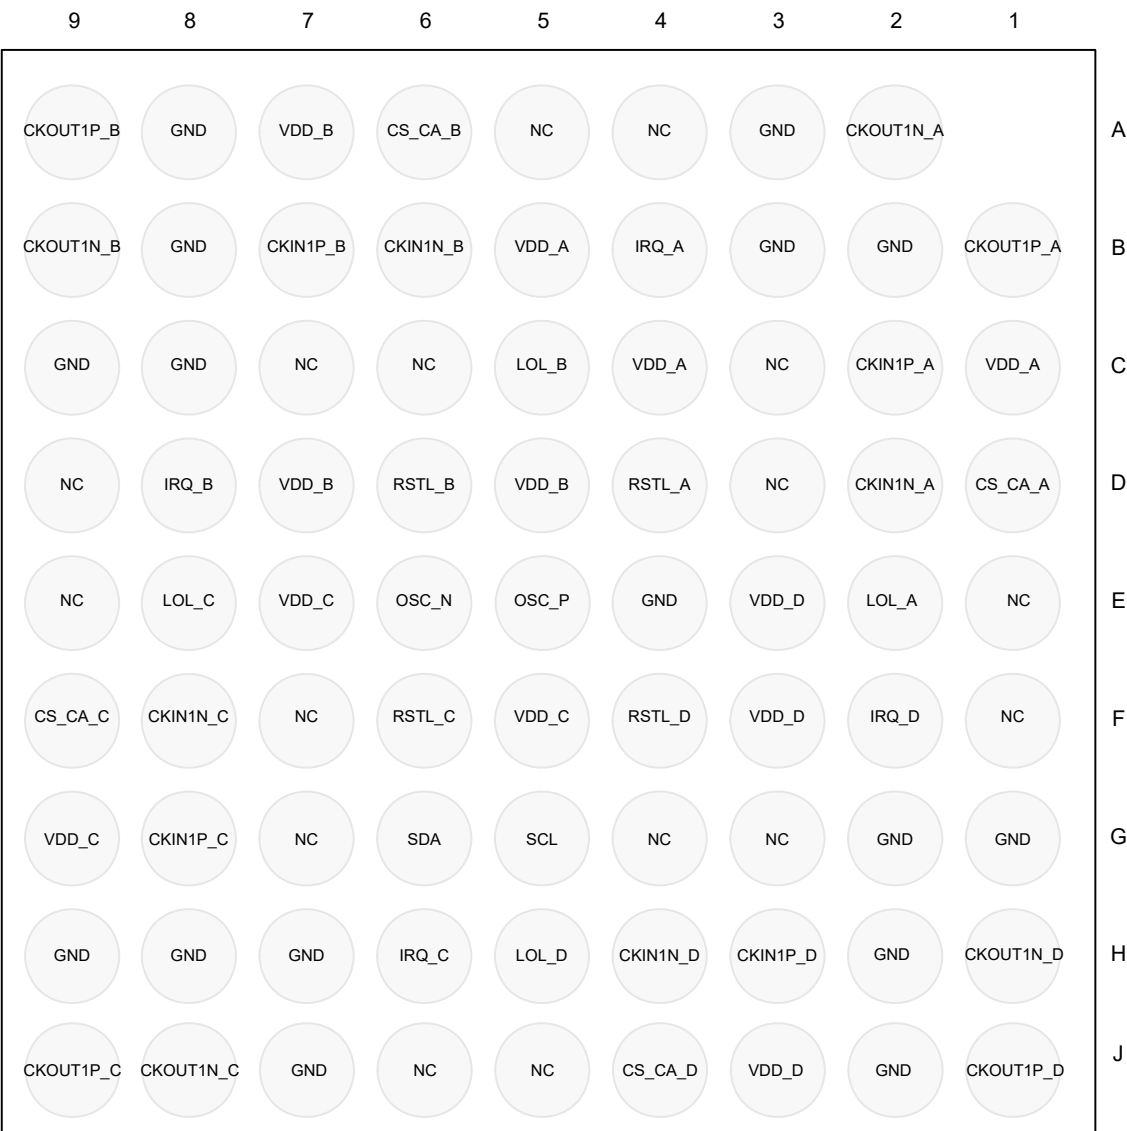 9 8 7 6 5 4 3 2 1
CKOUT1P_B GND VDD_B CS_CA_B NC NC GND CKOUT1N_A A
CKOUT1N_B GND CKIN1P_B CKIN1N_B VDD_A IRQ_A GND GND CKOUT1P_A B
GND GND NC NC LOL_B VDD_A NC CKIN1P_A VDD_A C
NC IRQ_B VDD_B RSTL_B VDD_B RSTL_A NC CKIN1N_A CS_CA_A D
NC LOL_C VDD_C OSC_N OSC_P GND VDD_D LOL_A NC E
CS_CA_C CKIN1N_C NC RSTL_C VDD_C RSTL_D VDD_D IRQ_D NC F
VDD_C CKIN1P_C NC SDA SCL NC NC GND GND G
GND GND GND IRQ_C LOL_D CKIN1N_D CKIN1P_D GND CKOUT1N_D H
CKOUT1P_C CKOUT1N_C GND NC NC CS_CA_D VDD_D GND CKOUT1P_D J